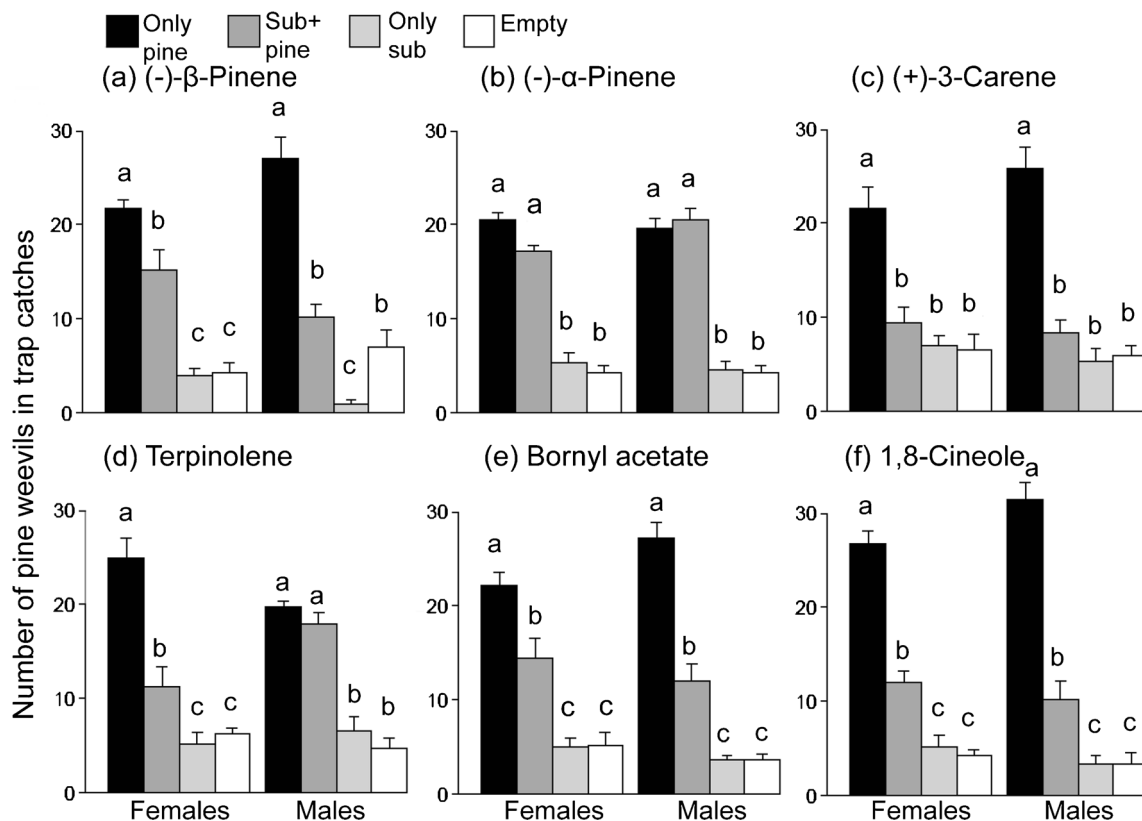 Only pine
Sub+ pine
Only sub
Empty
(a) (-)-β-Pinene
(b) (-)-α-Pinene
(c) (+)-3-Carene
Number of pine weevils in trap catches
30
20
10
0
a
b
c
c
a
b
c
b
30
20
10
0
a
a
b
b
a
a
b
b
30
20
10
0
a
b
b
b
a
b
b
b
(d) Terpinolene
(e) Bornyl acetate
(f) 1,8-Cineole
30
20
10
0
a
b
c
c
a
a
b
b
30
20
10
0
a
b
c
c
a
b
c
c
30
20
10
0
a
b
c
c
a
b
c
c
Females
Males
Females
Males
Females
Males